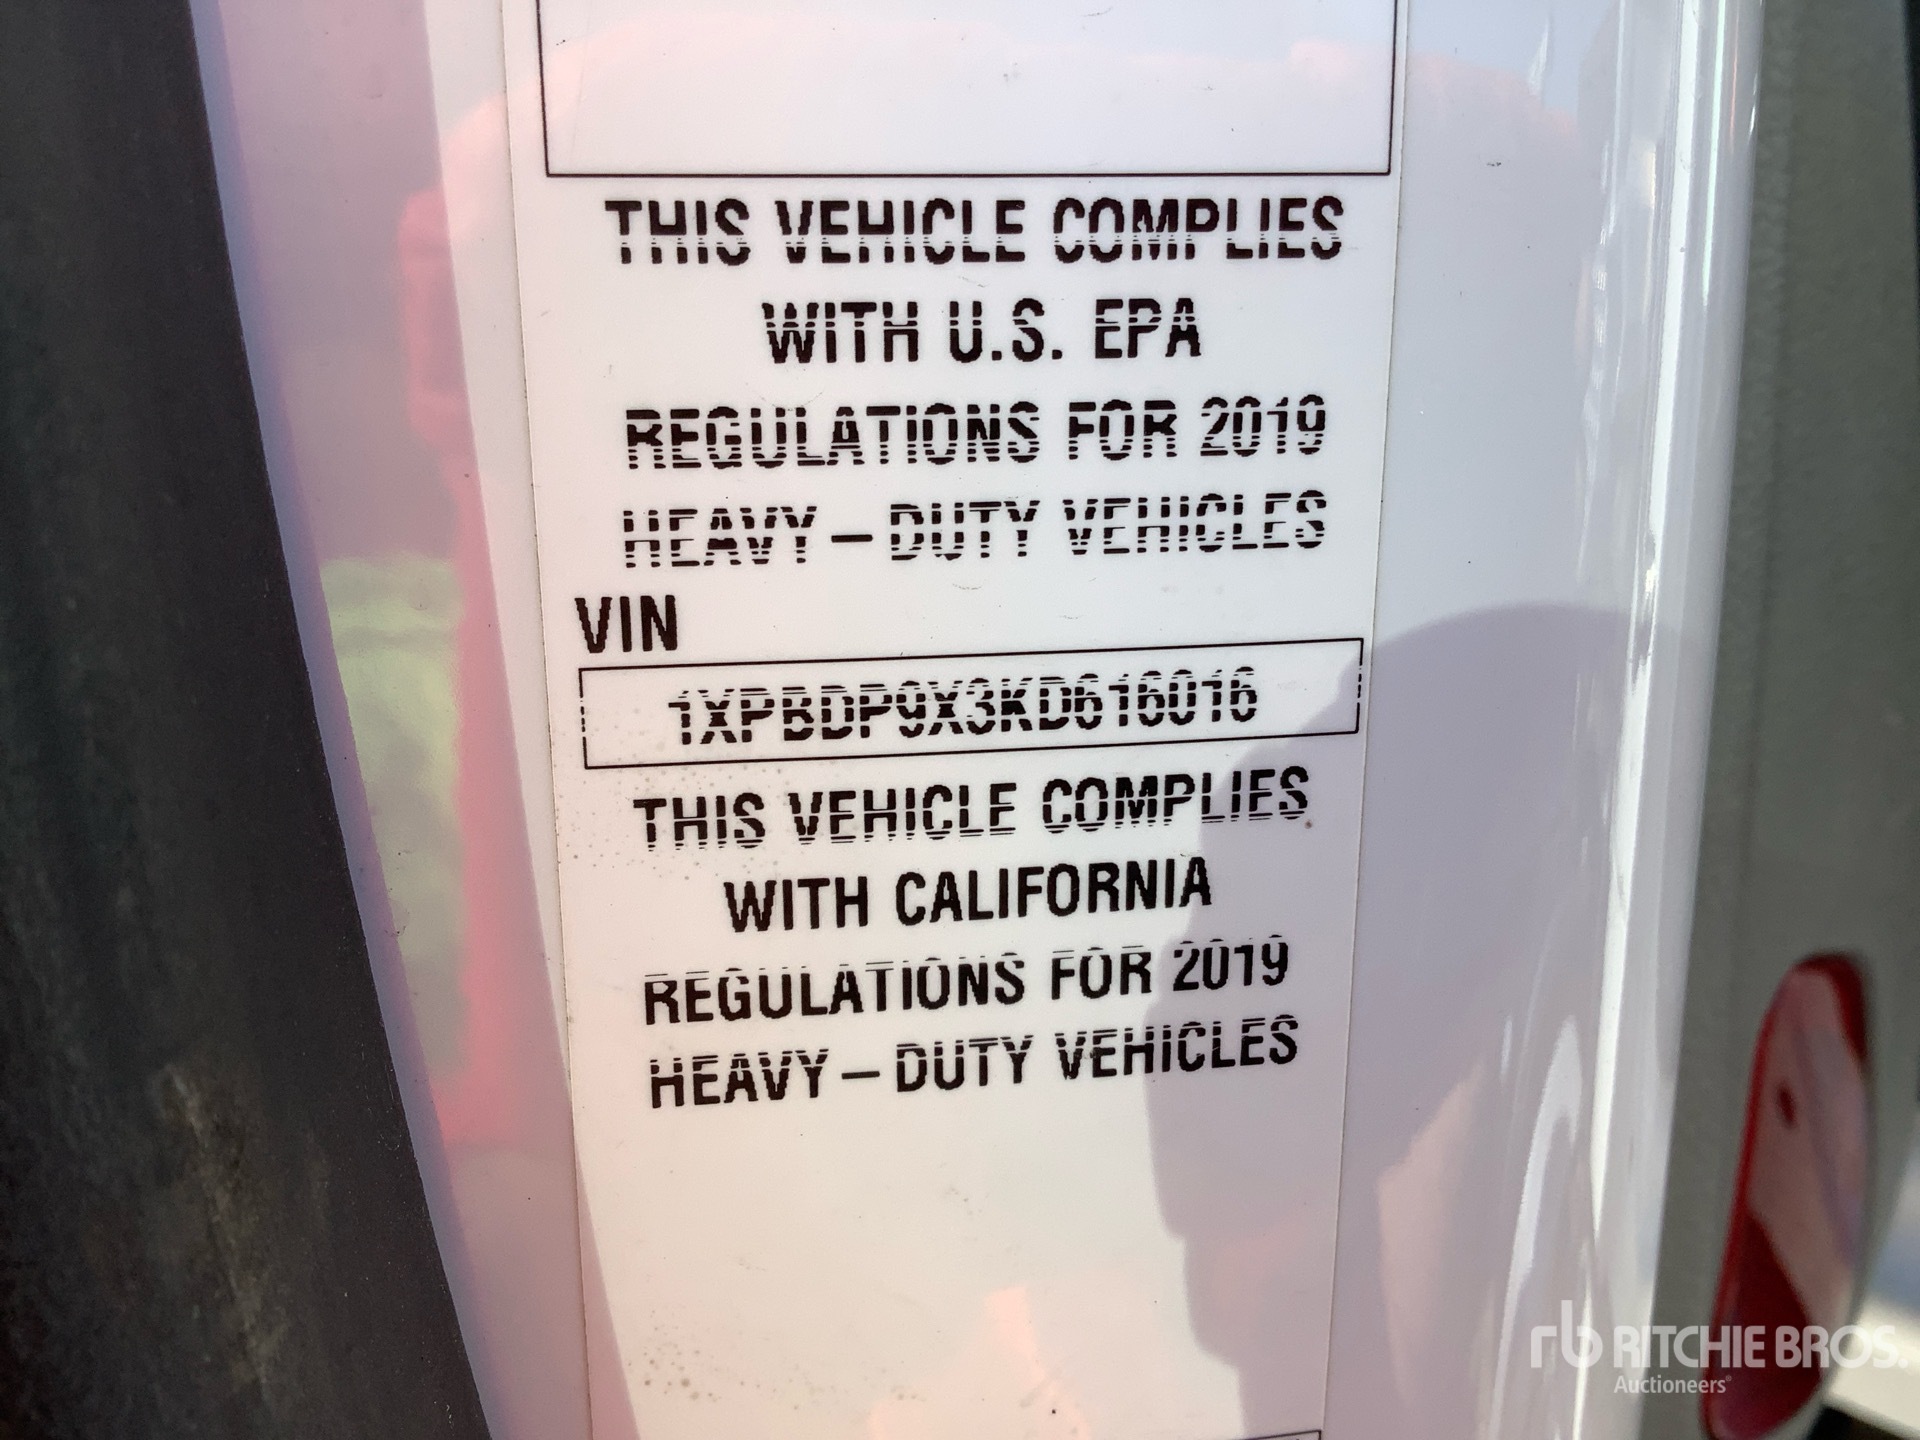 THIS VEHICLE COMPLIES
WITH U.S. EPA
REGULATIONS FOR 2019
HEAVY – DUTY VEHICLES
VIN
1XPBDP9X3KD616016
THIS VEHICLE COMPLIES
WITH CALIFORNIA
REGULATIONS FOR 2019
HEAVY – DUTY VEHICLES
rb RITCHIE BROS.
Auctioneers®